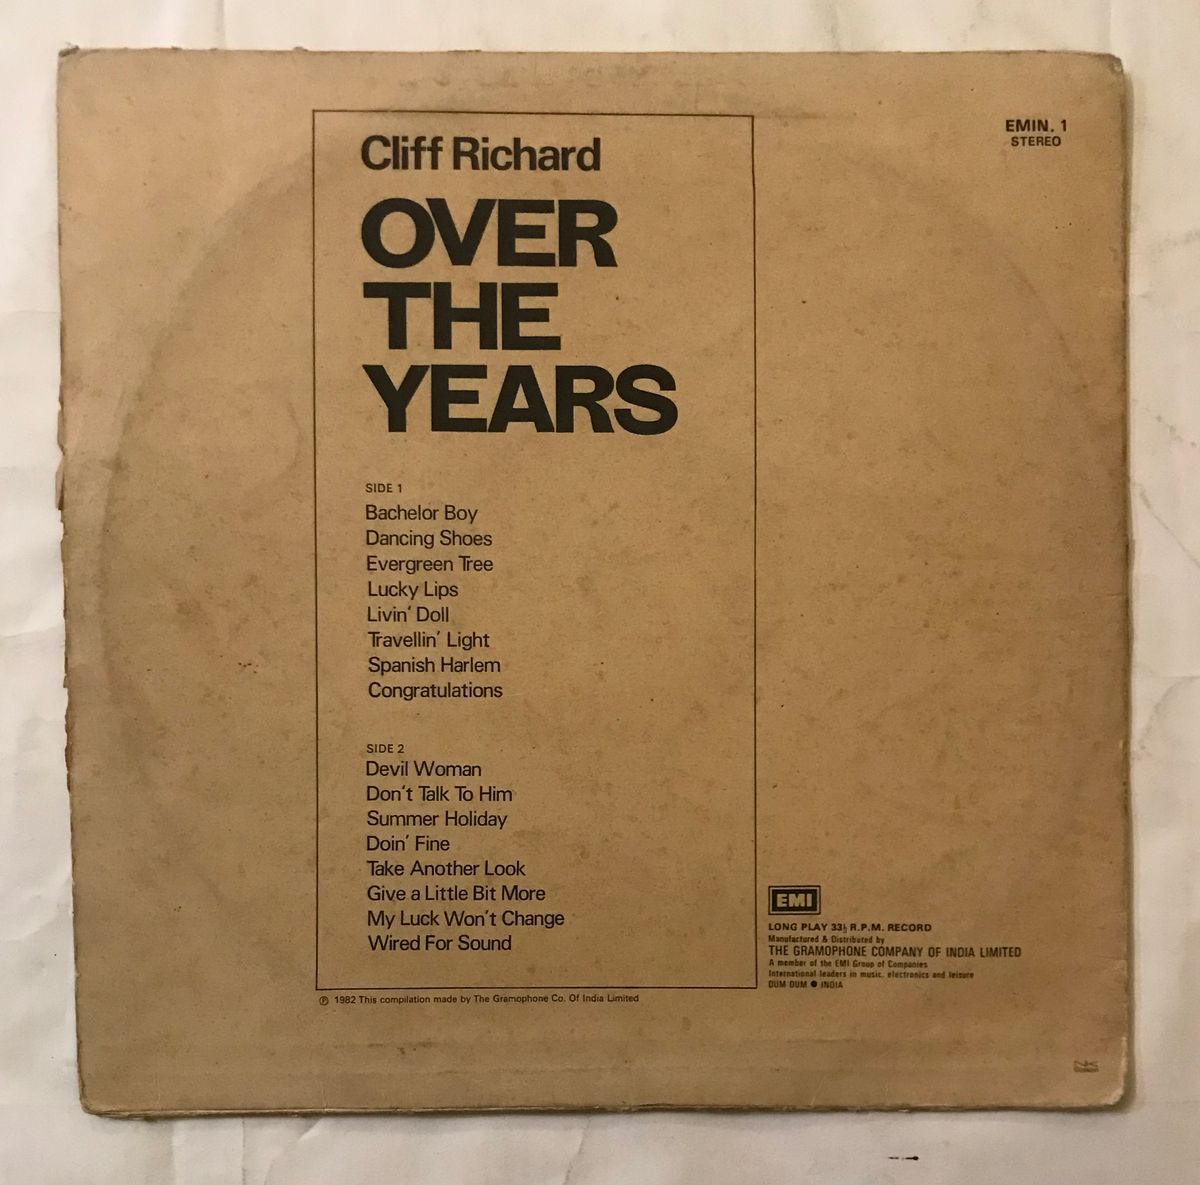 EMIN. 1
STEREO
Cliff Richard
OVER
THE
YEARS
SIDE 1
Bachelor Boy
Dancing Shoes
Evergreen Tree
Lucky Lips
Livin' Doll
Travellin' Light
Spanish Harlem
Congratulations
SIDE 2
Devil Woman
Don't Talk To Him
Summer Holiday
Doin' Fine
Take Another Look
Give a Little Bit More
My Luck Won't Change
Wired For Sound
℗ 1982 This compilation made by The Gramophone Co. Of India Limited
EMI
LONG PLAY 33⅓ R.P.M. RECORD
Manufactured & Distributed by
THE GRAMOPHONE COMPANY OF INDIA LIMITED
A member of the EMI Group of Companies
International leaders in music, electronics and leisure
DUM DUM ● INDIA